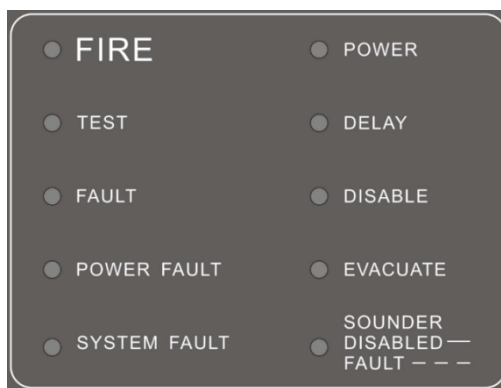 FIRE
POWER
TEST
DELAY
FAULT
DISABLE
POWER FAULT
EVACUATE
SYSTEM FAULT
SOUNDER
DISABLED —
FAULT — — —